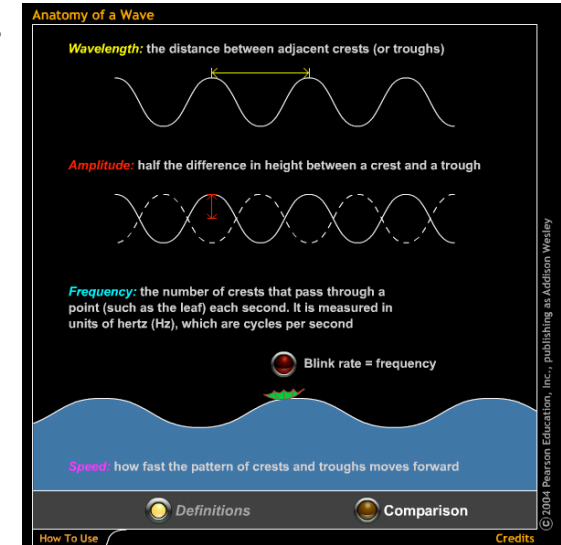 Anatomy of a Wave
Wavelength: the distance between adjacent crests (or troughs)
Amplitude: half the difference in height between a crest and a trough
Frequency: the number of crests that pass through a
point (such as the leaf) each second. It is measured in
units of hertz (Hz), which are cycles per second
Blink rate = frequency
Speed: how fast the pattern of crests and troughs moves forward
Definitions
Comparison
How To Use
Credits
©2004 Pearson Education, Inc., publishing as Addison Wesley